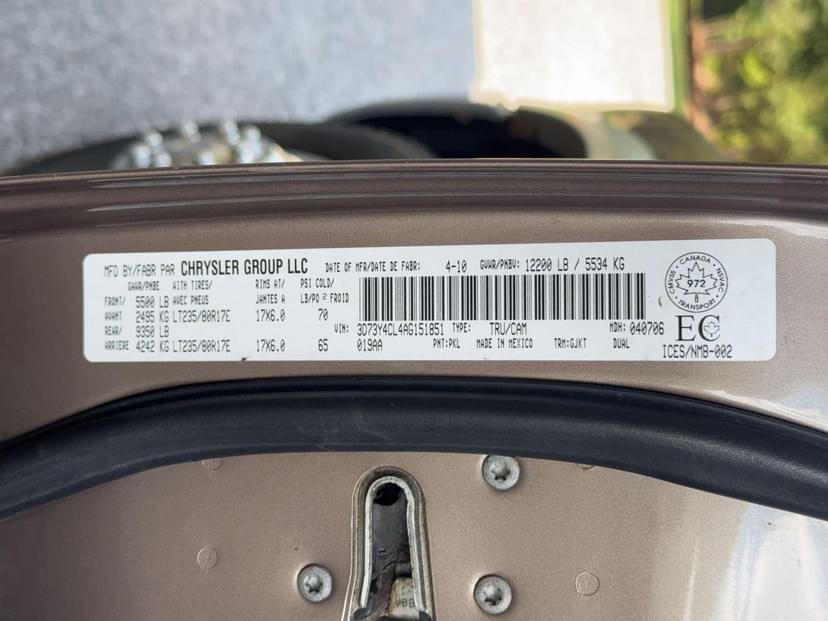 MFD BY/FABR PAR CHRYSLER GROUP LLC DATE OF MFR/DATE DE FABR: 4-10 GVWR/PNBV: 12200 LB / 5534 KG
GAWR/PNBE WITH TIRES/ RIMS AT/ PSI COLD/
FRONT/ 5500 LB AVEC PNEUS JANTES A LB/PO² FROID
AVANT 2495 KG LT235/80R17E 17X6.0 70
REAR/ 9350 LB VIN: 3D73Y4CL4AG151851 TYPE: TRU/CAM MDH: 040706
ARRIERE 4242 KG LT235/80R17E 17X6.0 65 019AA PNT:PKL MADE IN MEXICO TRM:GJKT DUAL
CANADA
CMVSS 972 NSVAC
TRANSPORT
EC
ICES/NMB-002